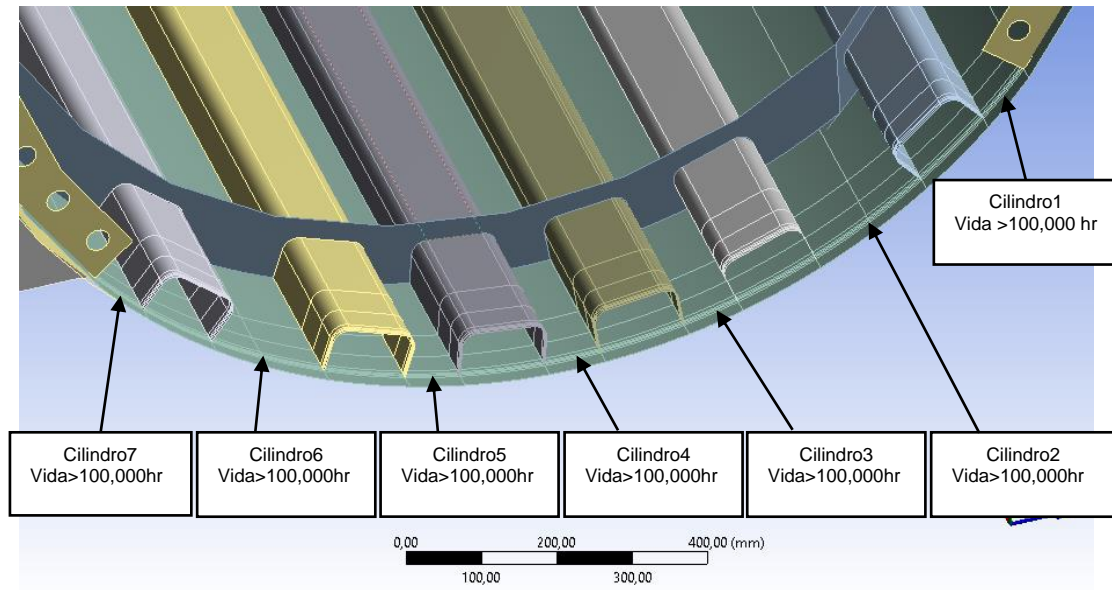 Cilindro1
Vida >100,000 hr
Cilindro7
Vida>100,000hr
Cilindro6
Vida>100,000hr
Cilindro5
Vida>100,000hr
Cilindro4
Vida>100,000hr
Cilindro3
Vida>100,000hr
Cilindro2
Vida>100,000hr
0,00 200,00 400,00 (mm)
100,00 300,00